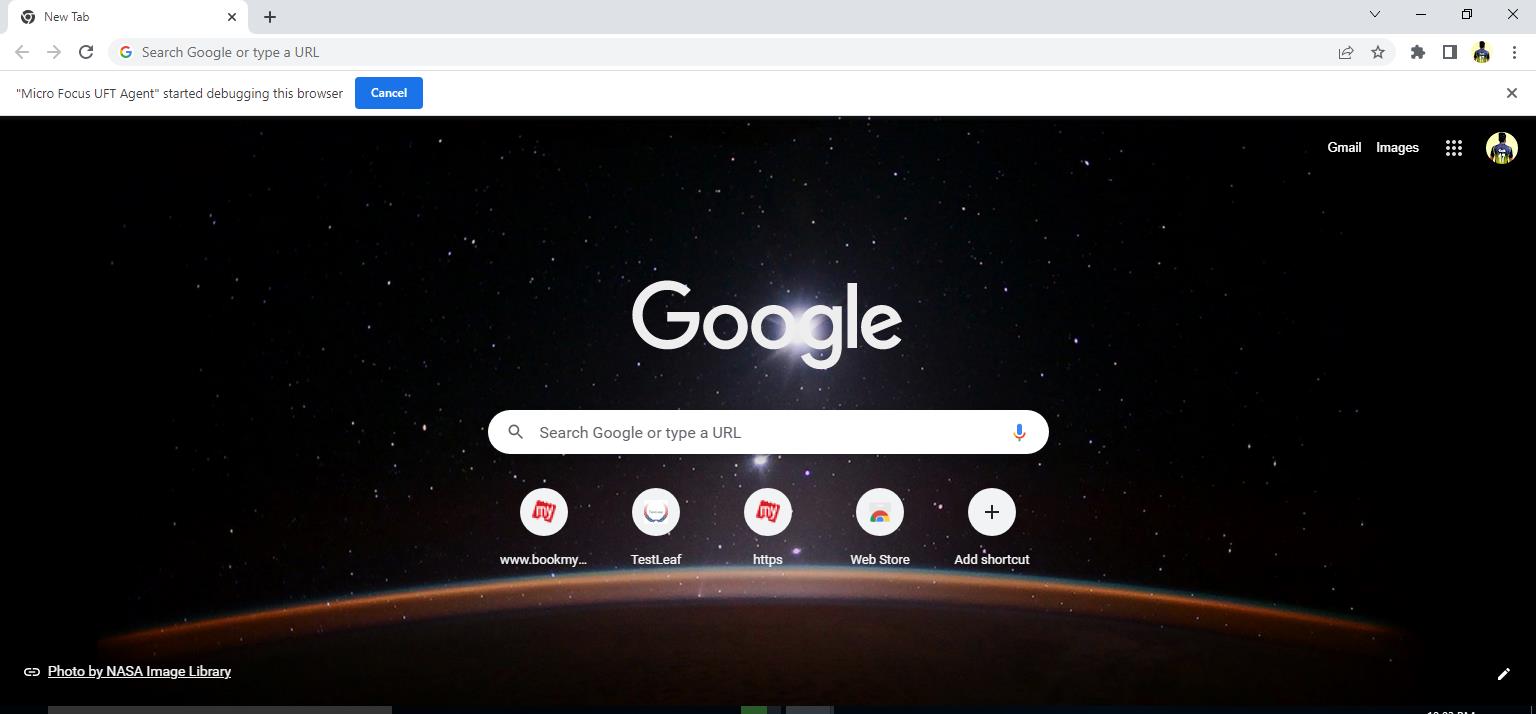 New Tab
Search Google or type a URL
"Micro Focus UFT Agent" started debugging this browser Cancel
Gmail Images
Google
Search Google or type a URL
www.bookmy... TestLeaf https Web Store Add shortcut
Photo by NASA Image Library